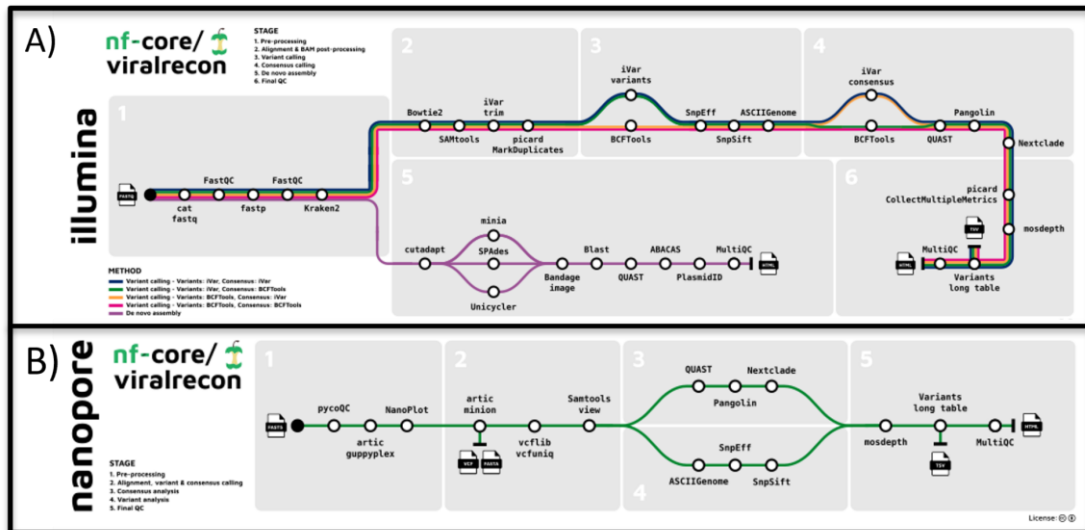 A)
illumina
nf-core/
viralrecon
STAGE
1. Pre-processing
2. Alignment & BAM post-processing
3. Variant calling
4. Consensus calling
5. De novo assembly
6. Final QC
1
FASTQ
cat
fastq
FastQC
fastp
FastQC
Kraken2
2
Bowtie2
SAMtools
iVar
trim
picard
MarkDuplicates
3
iVar
variants
BCFTools
SnpEff
SnpSift
ASCIIGenome
4
iVar
consensus
BCFTools
QUAST
Pangolin
Nextclade
5
cutadapt
minia
SPAdes
Unicycler
Bandage
image
Blast
QUAST
ABACAS
PlasmidID
MultiQC
HTML
6
picard
CollectMultipleMetrics
mosdepth
TSV
MultiQC
HTML
Variants
long table
METHOD
Variant calling - Variants: iVar, Consensus: iVar
Variant calling - Variants: iVar, Consensus: BCFTools
Variant calling - Variants: BCFTools, Consensus: iVar
Variant calling - Variants: BCFTools, Consensus: BCFTools
De novo assembly
B)
nanopore
nf-core/
viralrecon
STAGE
1. Pre-processing
2. Alignment, variant & consensus calling
3. Consensus analysis
4. Variant analysis
5. Final QC
1
FASTQ
pycoQC
artic
guppyplex
NanoPlot
2
artic
minion
VCF
FASTA
vcflib
vcfuniq
Samtools
view
3
QUAST
Pangolin
Nextclade
ASCIIGenome
SnpEff
SnpSift
4
5
mosdepth
Variants
long table
TSV
MultiQC
HTML
License: